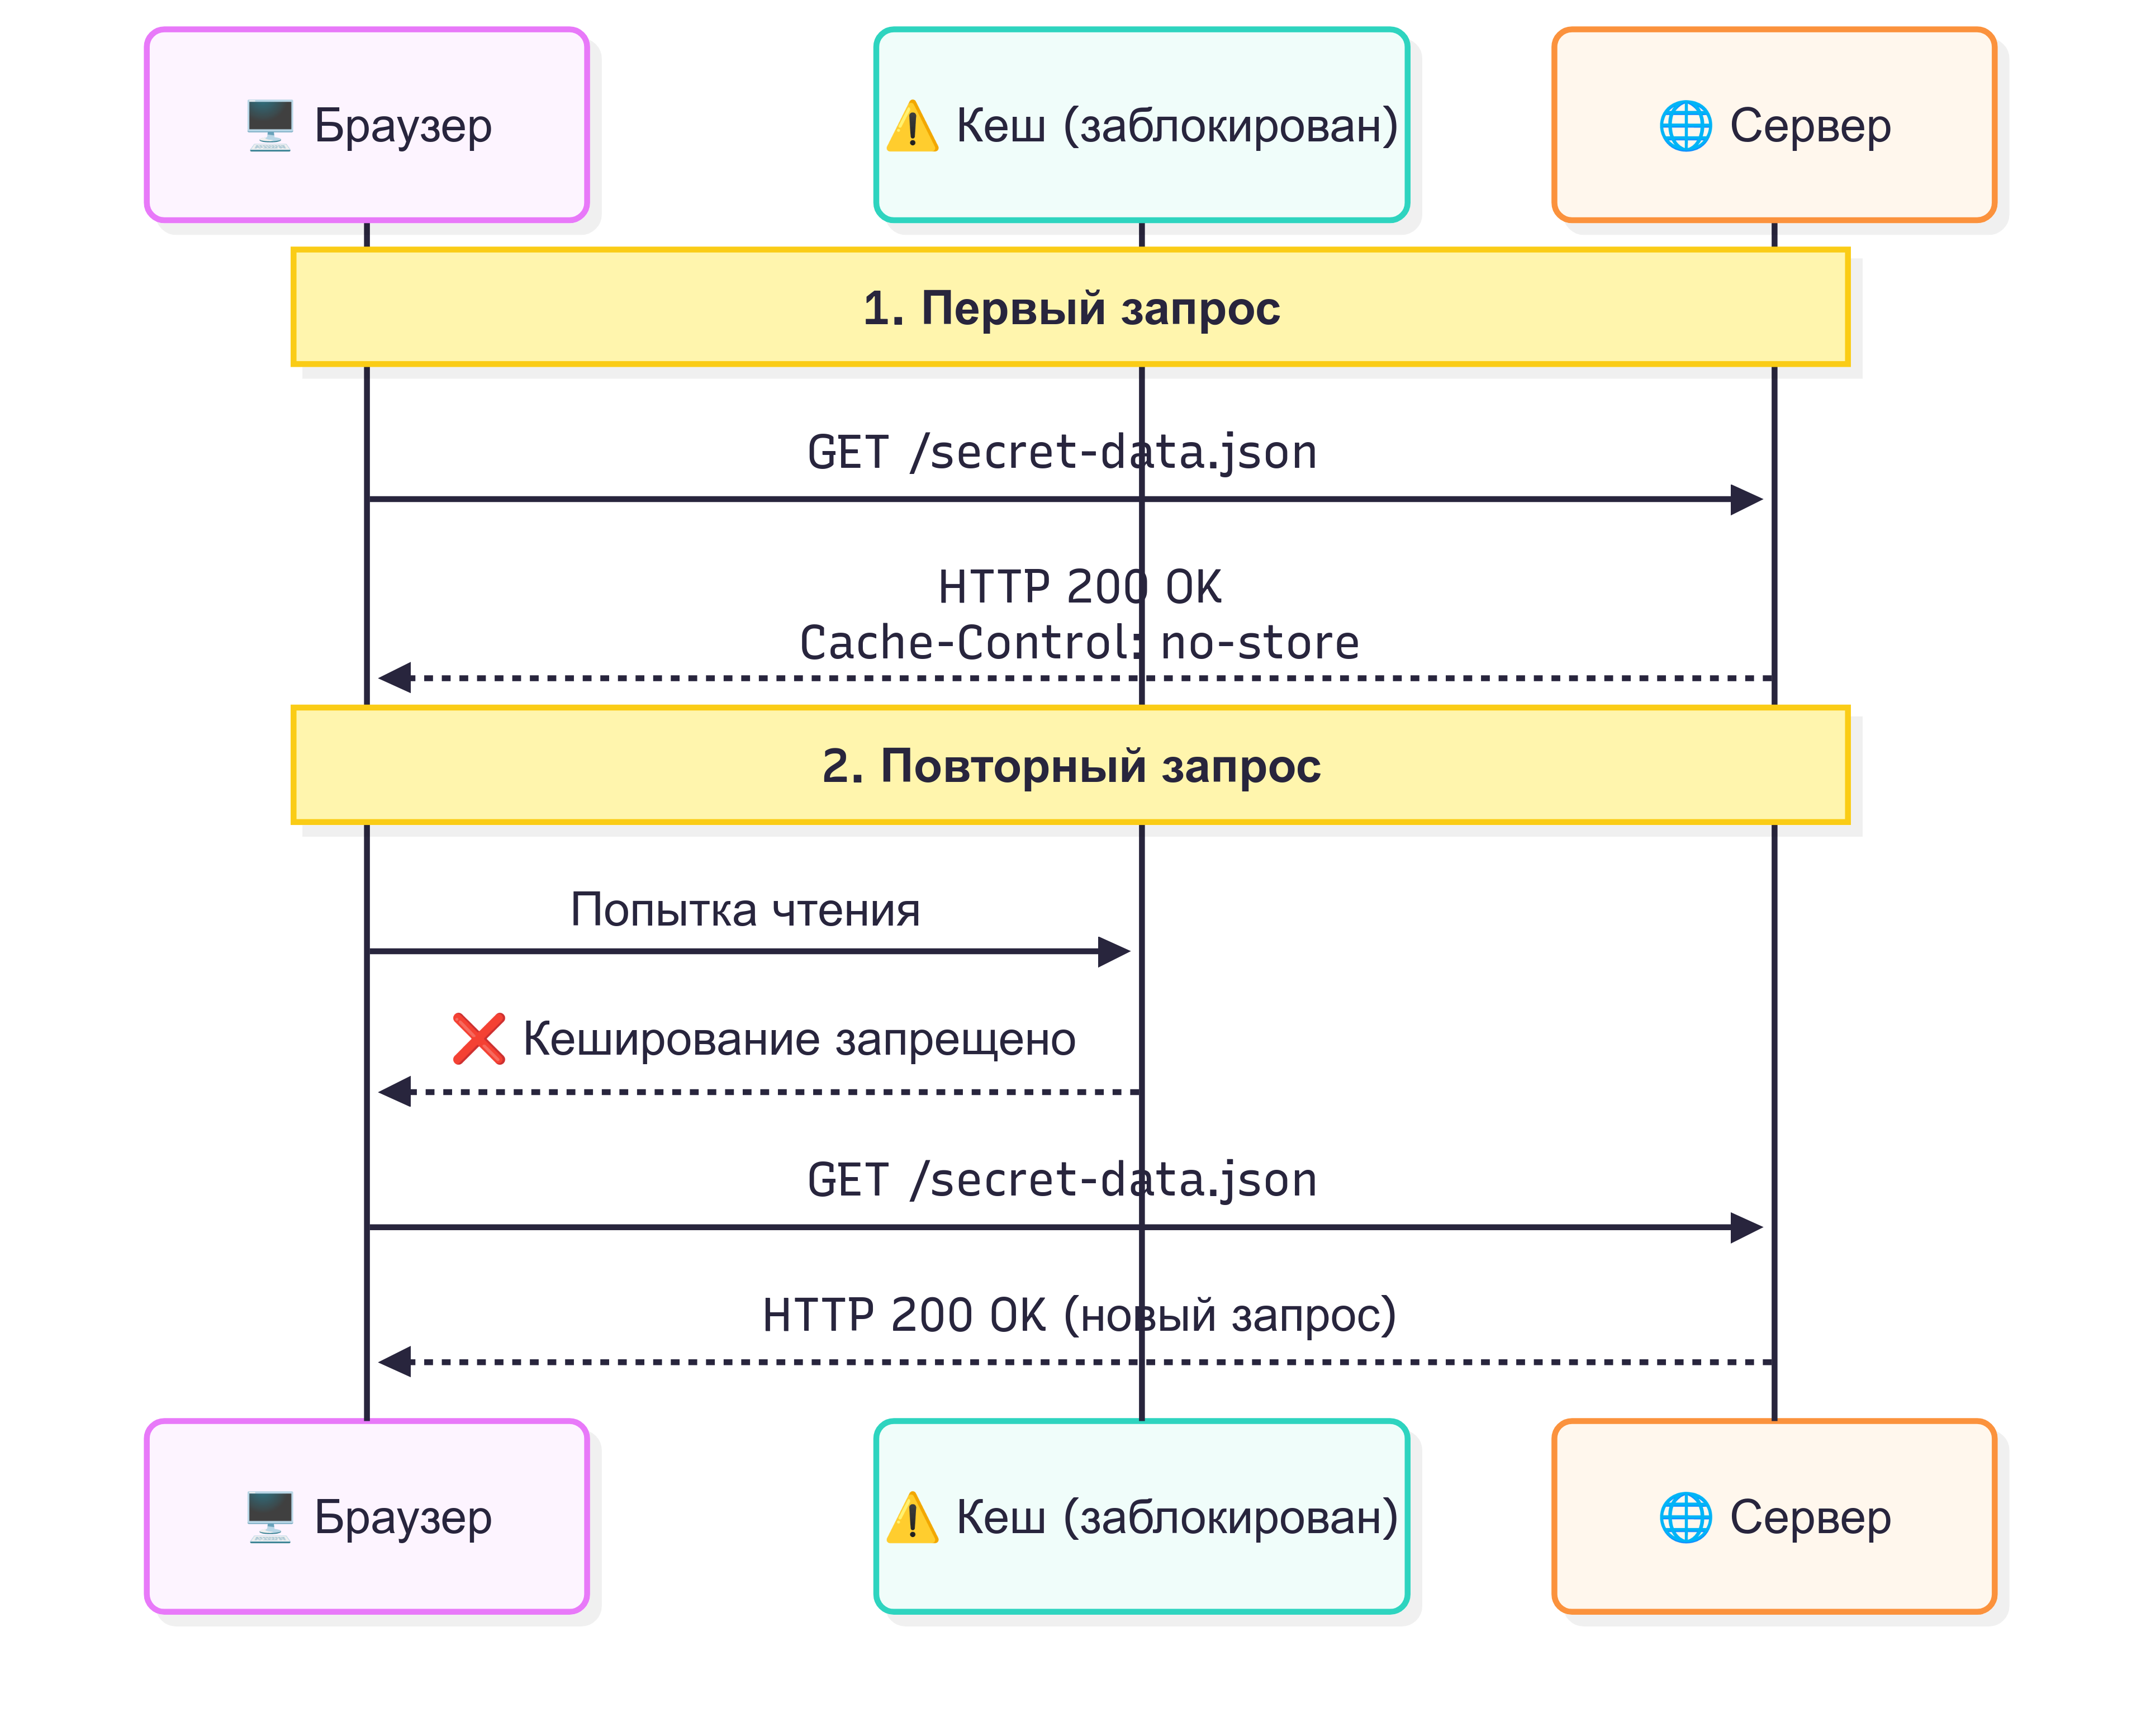 Браузер
Кеш (заблокирован)
Сервер
1. Первый запрос
GET /secret-data.json
HTTP 200 OK
Cache-Control: no-store
2. Повторный запрос
Попытка чтения
Кеширование запрещено
GET /secret-data.json
HTTP 200 OK (новый запрос)
Браузер
Кеш (заблокирован)
Сервер